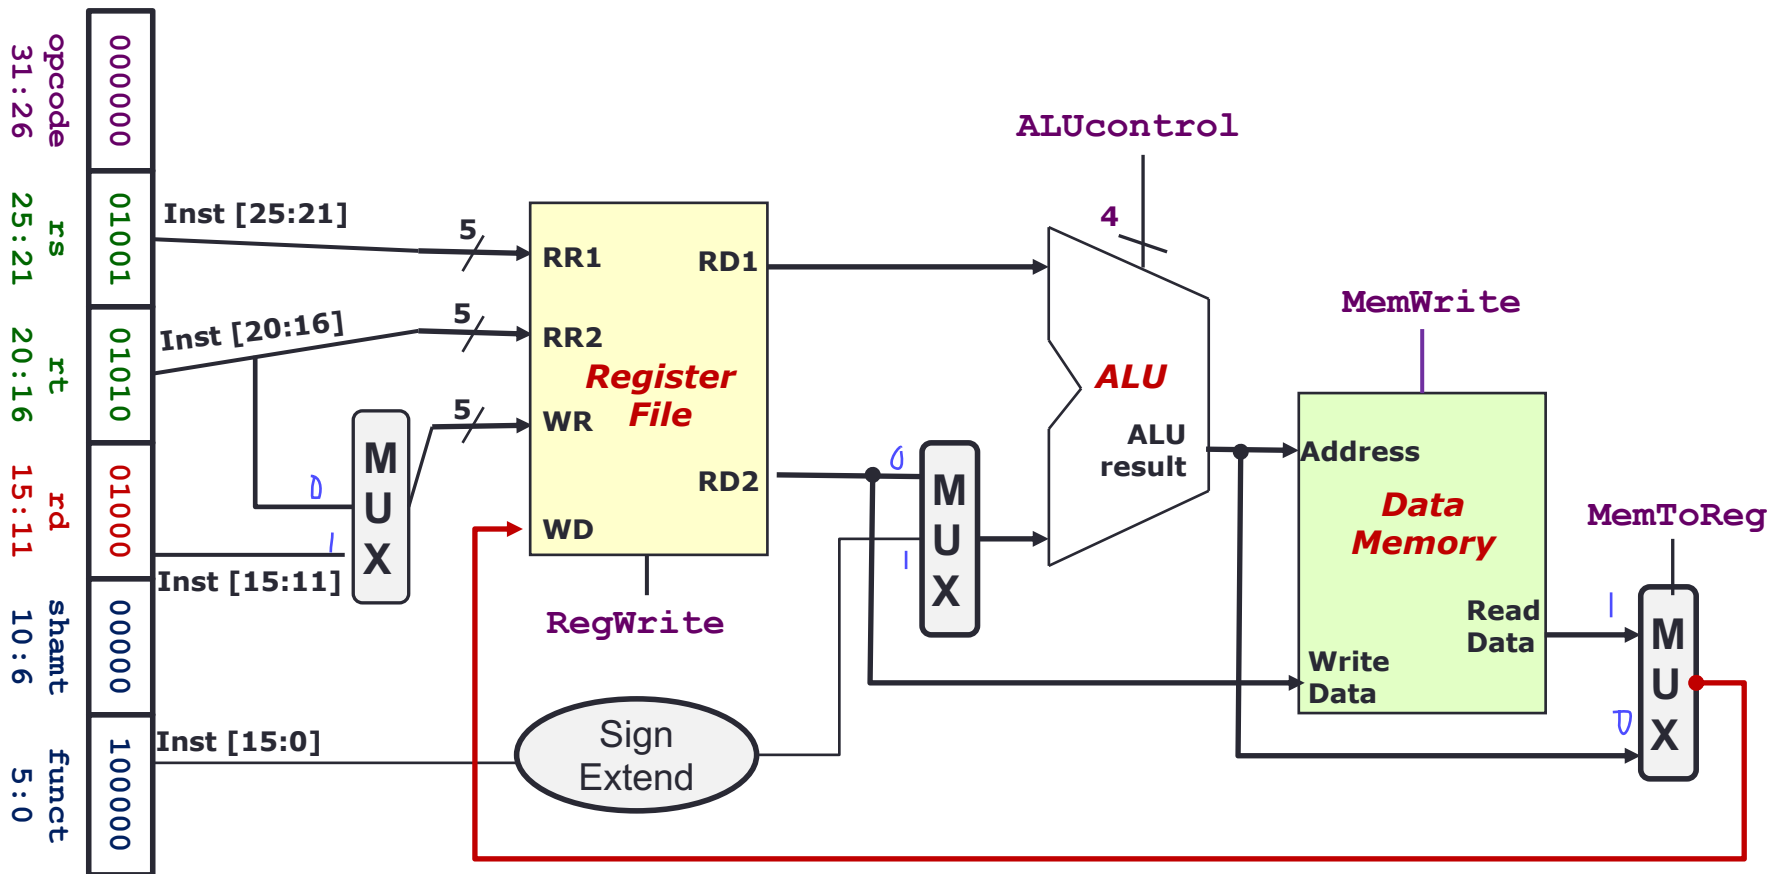 opcode
31:26
000000
rs
25:21
01001
rt
20:16
01010
rd
15:11
01000
shamt
10:6
00000
funct
5:0
100000
Inst [25:21]
Inst [20:16]
Inst [15:11]
Inst [15:0]
0
1
MUX
5
5
5
RR1
RR2
WR
WD
RD1
RD2
Register
File
RegWrite
Sign
Extend
0
1
MUX
ALUcontrol
4
ALU
ALU
result
MemWrite
Address
Data
Memory
Read
Data
Write
Data
MemToReg
1
0
MUX